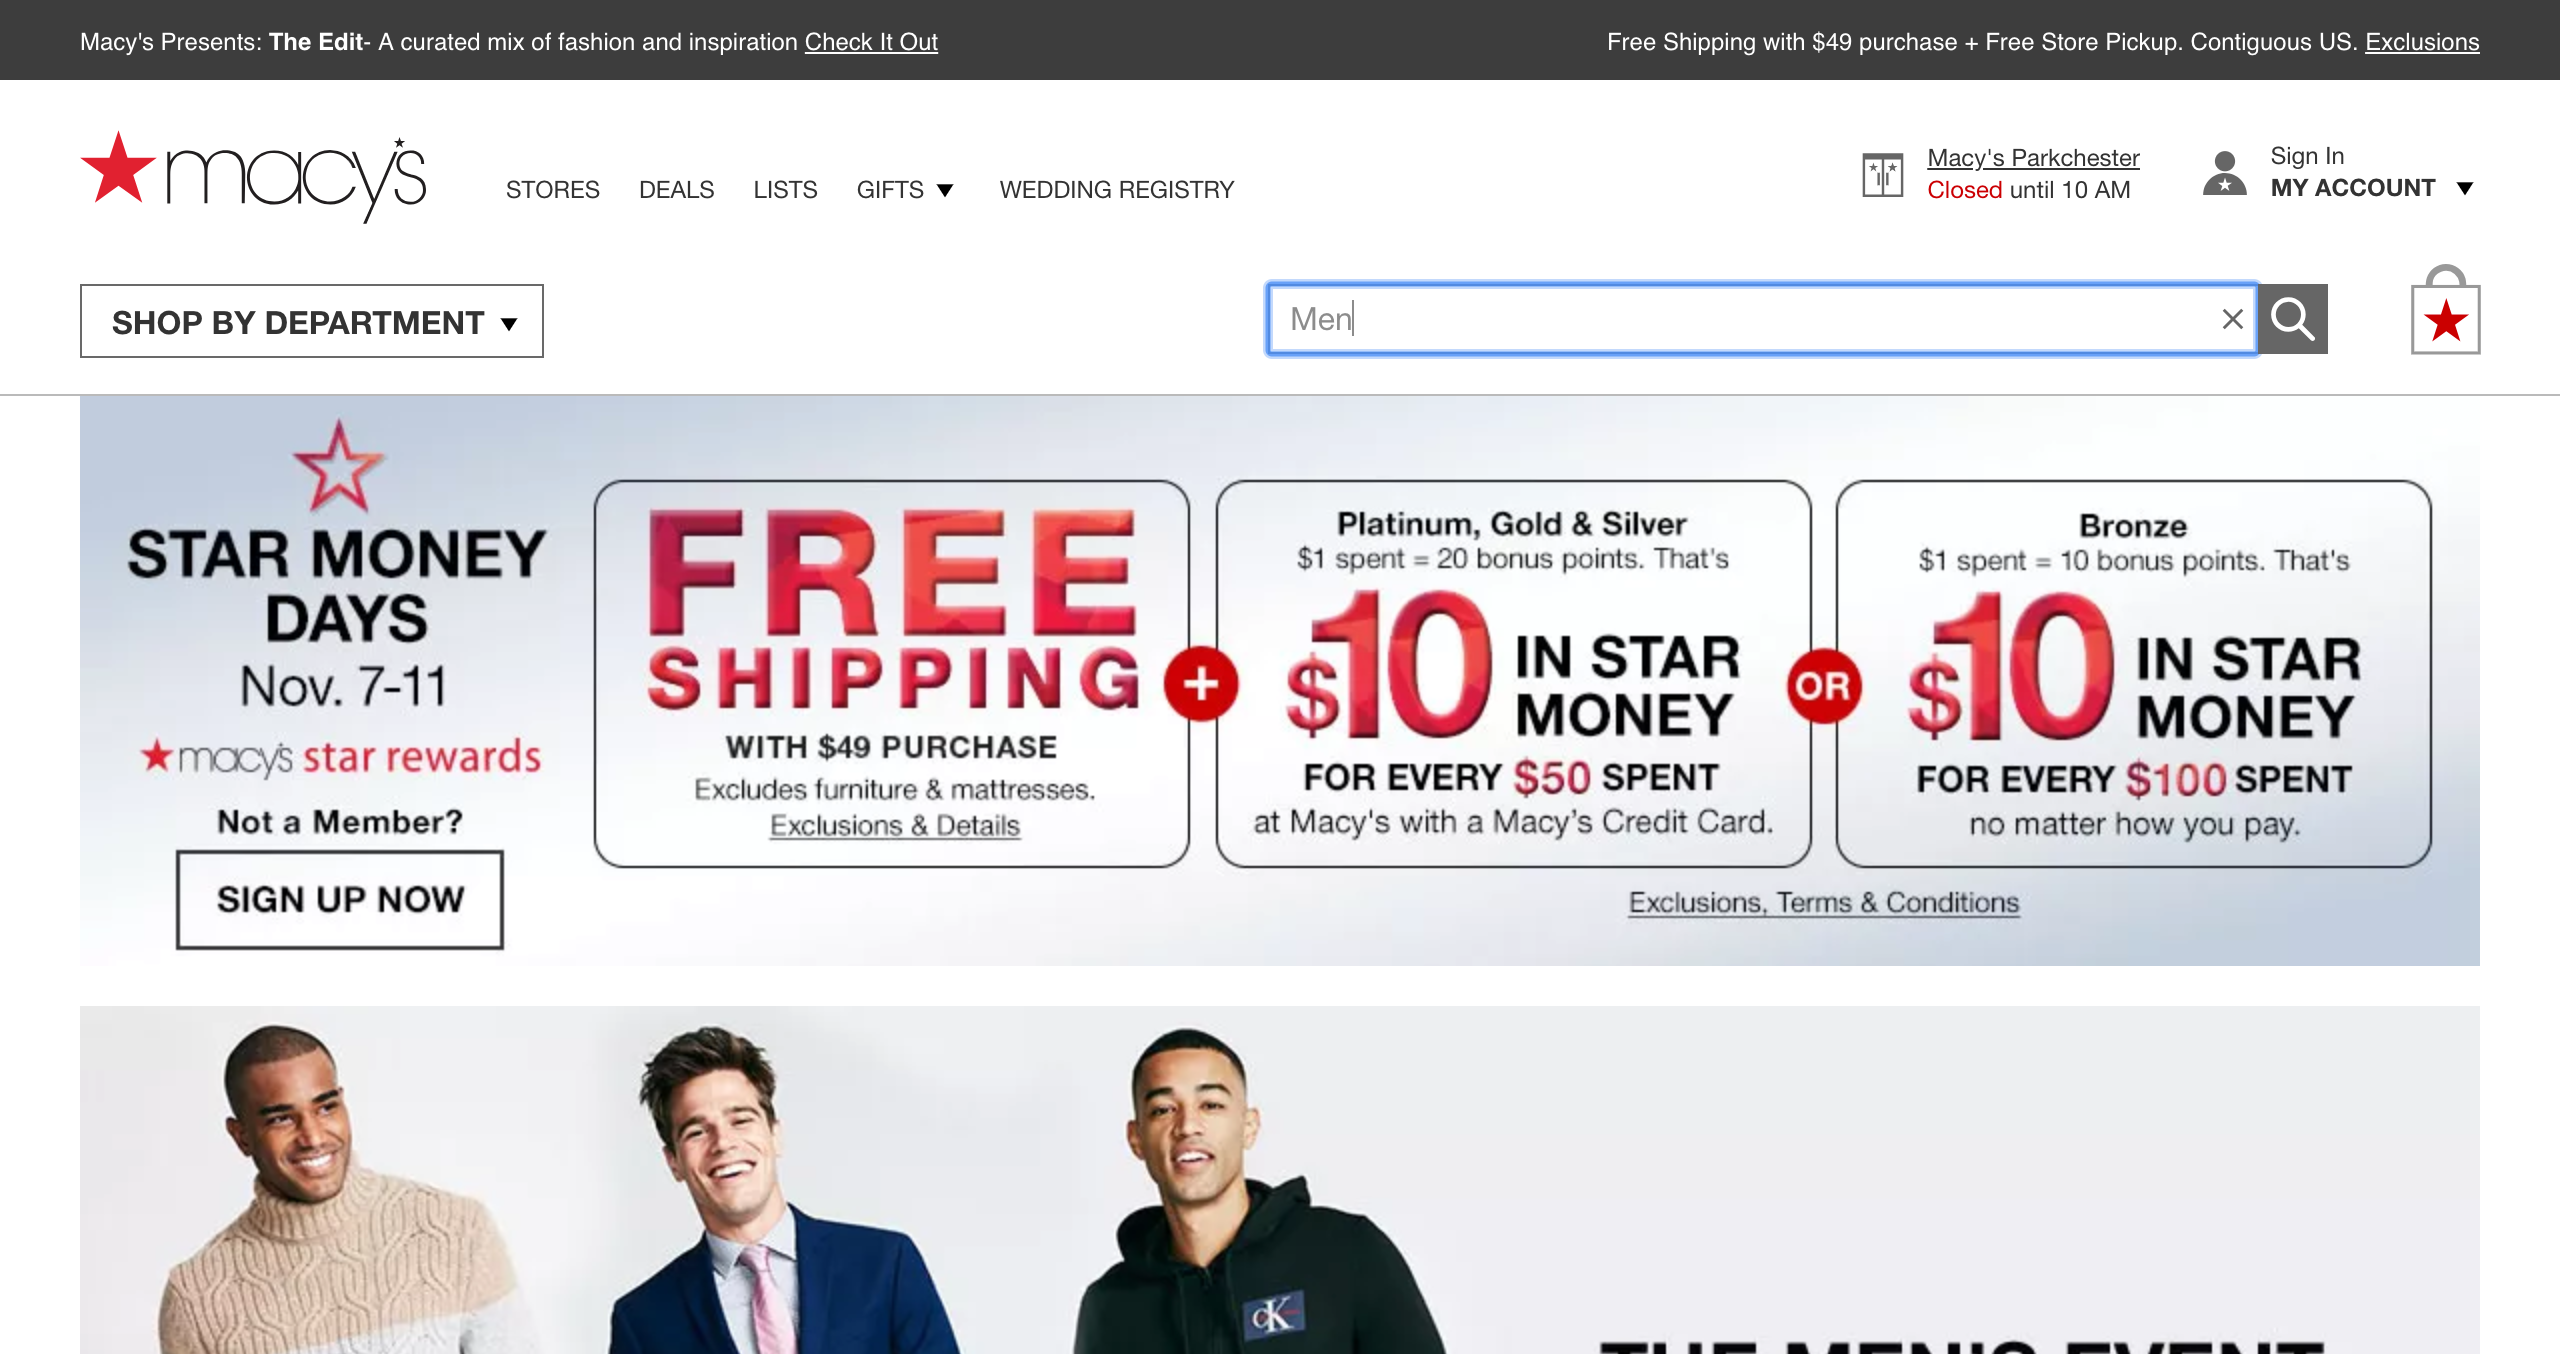 Macy's Presents: The Edit- A curated mix of fashion and inspiration Check It Out
Free Shipping with $49 purchase + Free Store Pickup. Contiguous US. Exclusions
macy's
STORES DEALS LISTS GIFTS WEDDING REGISTRY
Macy's Parkchester
Closed until 10 AM
Sign In
MY ACCOUNT
SHOP BY DEPARTMENT
Men
STAR MONEY
DAYS
Nov. 7-11
macy's star rewards
Not a Member?
SIGN UP NOW
FREE
SHIPPING
WITH $49 PURCHASE
Excludes furniture & mattresses.
Exclusions & Details
+
Platinum, Gold & Silver
$1 spent = 20 bonus points. That's
$10 IN STAR
MONEY
FOR EVERY $50 SPENT
at Macy's with a Macy’s Credit Card.
OR
Bronze
$1 spent = 10 bonus points. That's
$10 IN STAR
MONEY
FOR EVERY $100 SPENT
no matter how you pay.
Exclusions, Terms & Conditions
cK
THE MEN'S EVENT